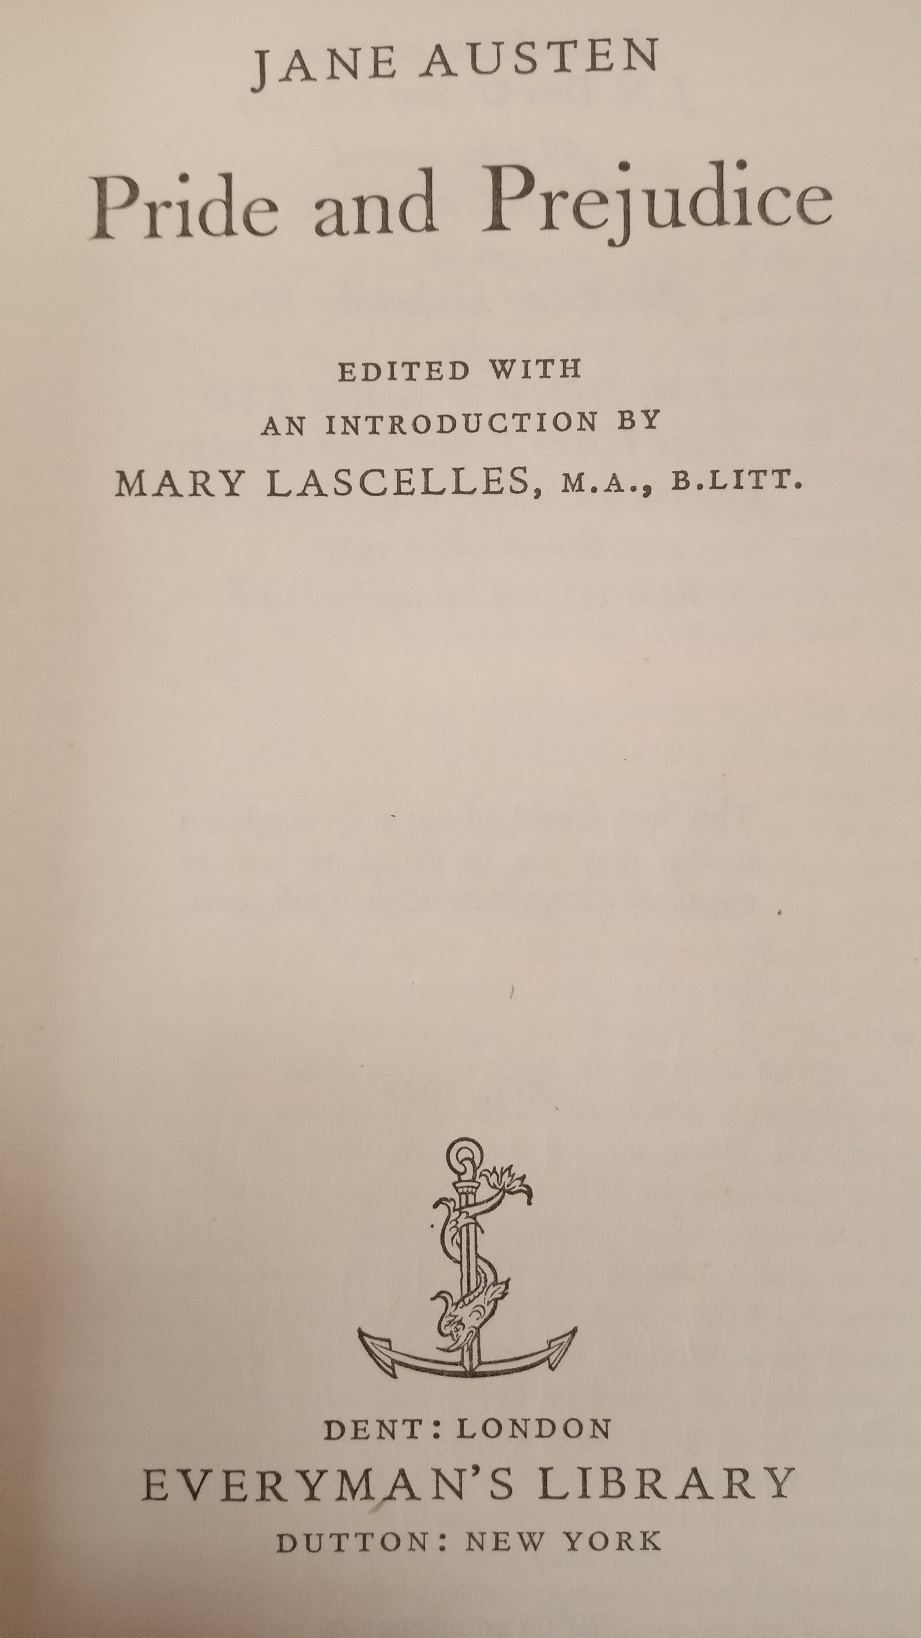 JANE AUSTEN
Pride and Prejudice
EDITED WITH
AN INTRODUCTION BY
MARY LASCELLES, M.A., B.LITT.
DENT: LONDON
EVERYMAN'S LIBRARY
DUTTON: NEW YORK